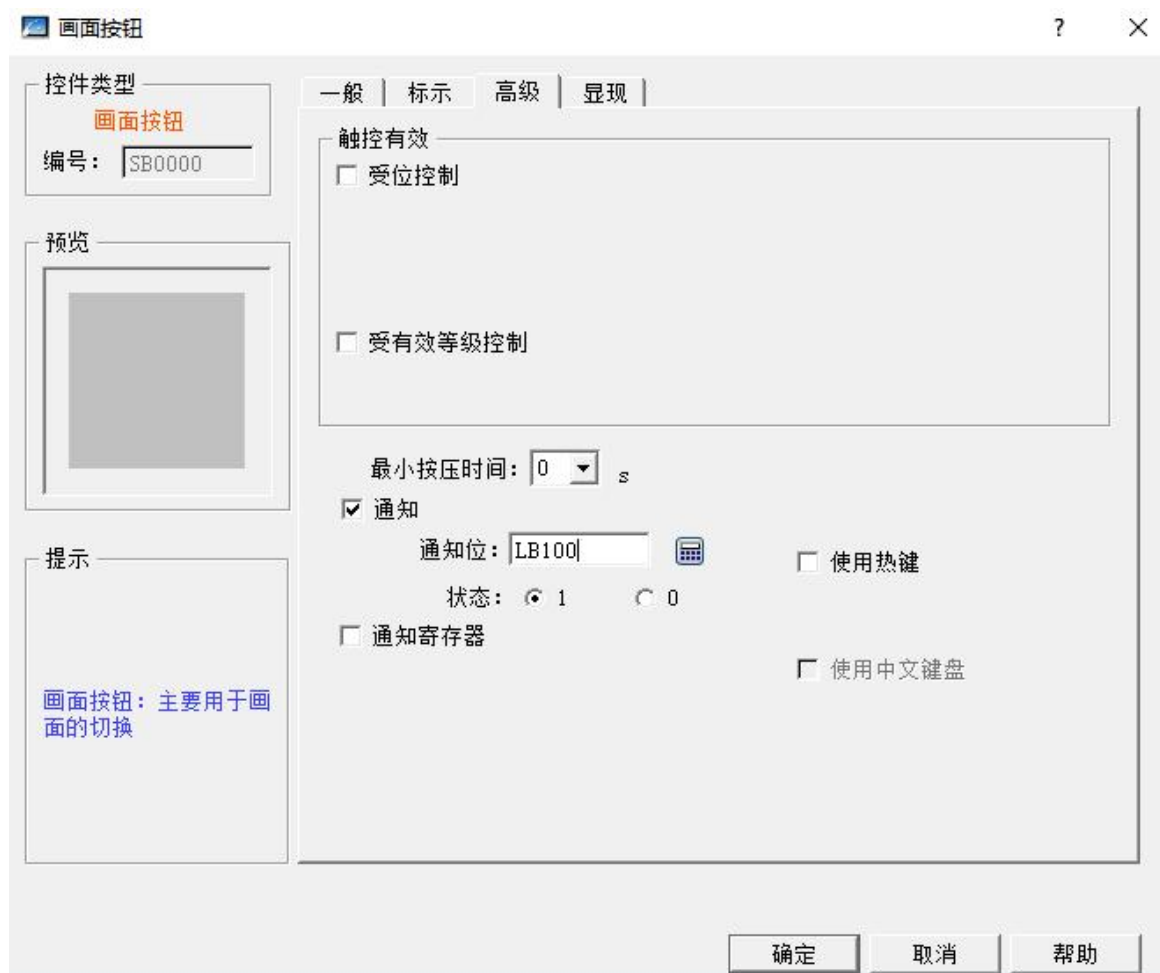 画面按钮
?
控件类型
画面按钮
编号: SB0000
预览
提示
画面按钮: 主要用于画
面的切换
一般
标示
高级
显现
触控有效
受位控制
受有效等级控制
最小按压时间: 0 s
通知
通知位: LB100
使用热键
状态: 1 0
通知寄存器
使用中文键盘
确定
取消
帮助